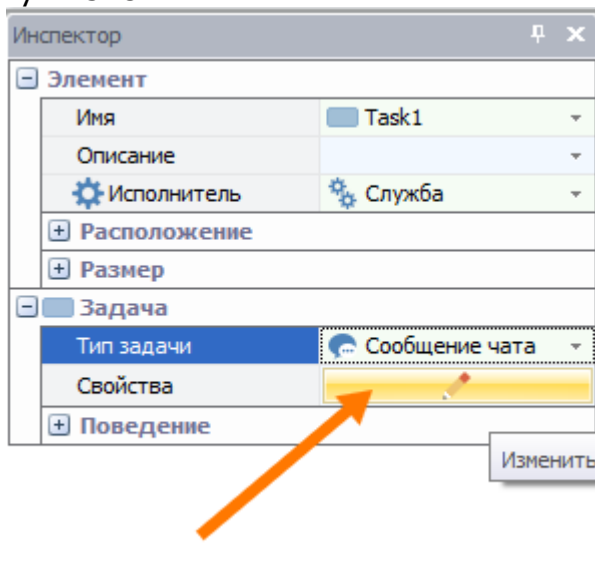 Инспектор
Элемент
Имя Task1
Описание
Исполнитель Служба
Расположение
Размер
Задача
Тип задачи Сообщение чата
Свойства
Поведение
Изменить